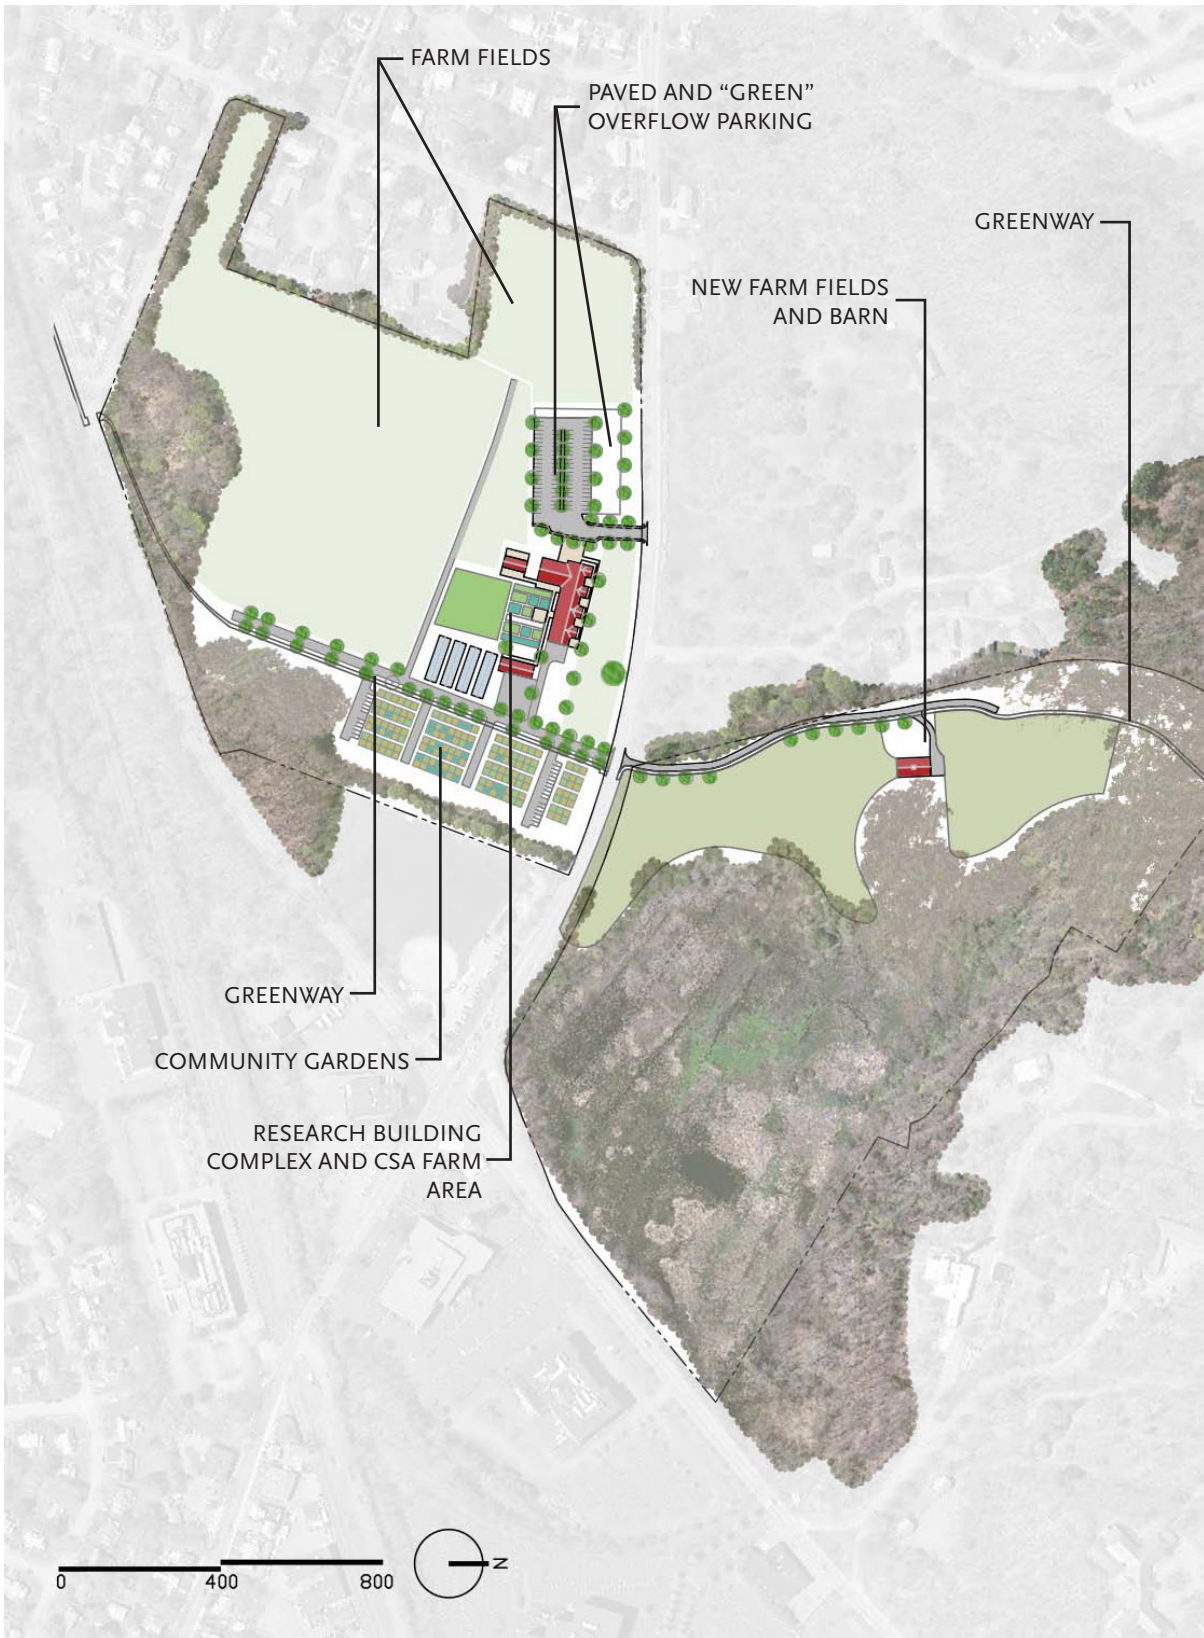 FARM FIELDS
PAVED AND “GREEN”
OVERFLOW PARKING
GREENWAY
NEW FARM FIELDS
AND BARN
GREENWAY
COMMUNITY GARDENS
RESEARCH BUILDING
COMPLEX AND CSA FARM
AREA
0 400 800
N